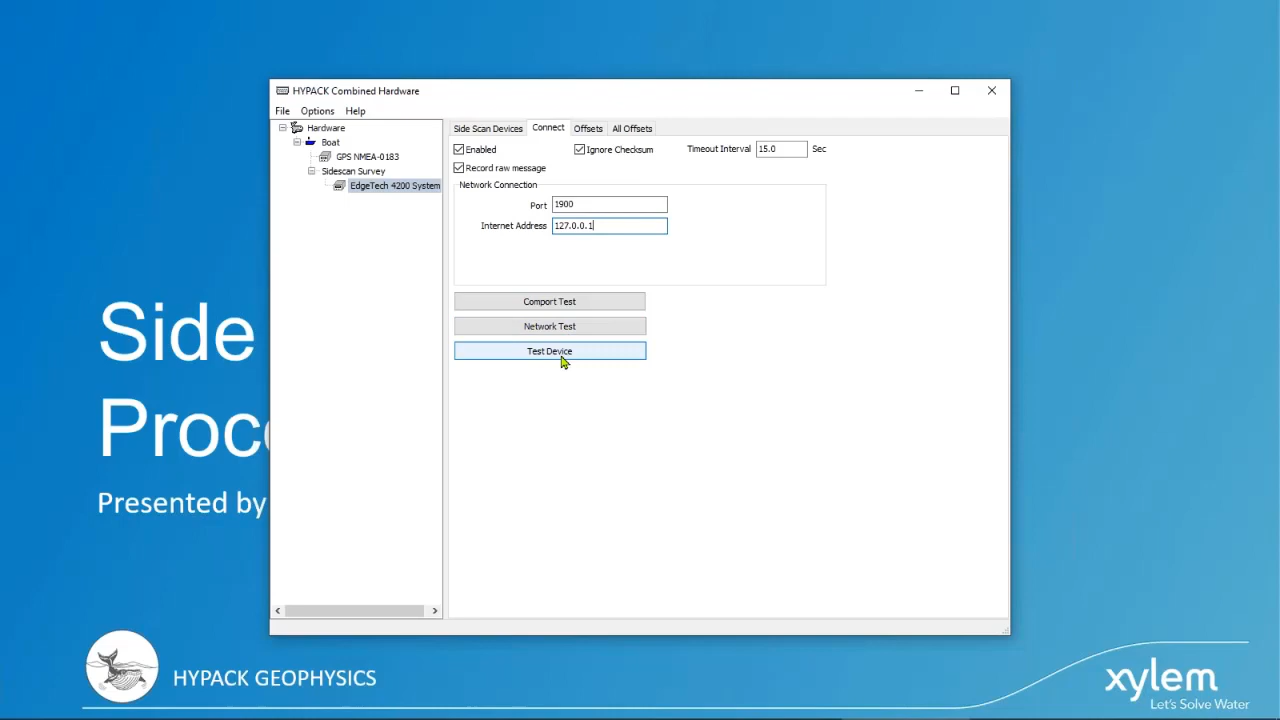 HYPACK Combined Hardware
File Options Help
Hardware
Boat
GPS NMEA-0183
Sidescan Survey
EdgeTech 4200 System
Side Scan Devices Connect Offsets All Offsets
Enabled Ignore Checksum Timeout Interval 15.0 Sec
Record raw message
Network Connection
Port 1900
Internet Address 127.0.0.1
Comport Test
Network Test
Test Device
Side
Proc
Presented by
HYPACK GEOPHYSICS
xylem
Let's Solve Water